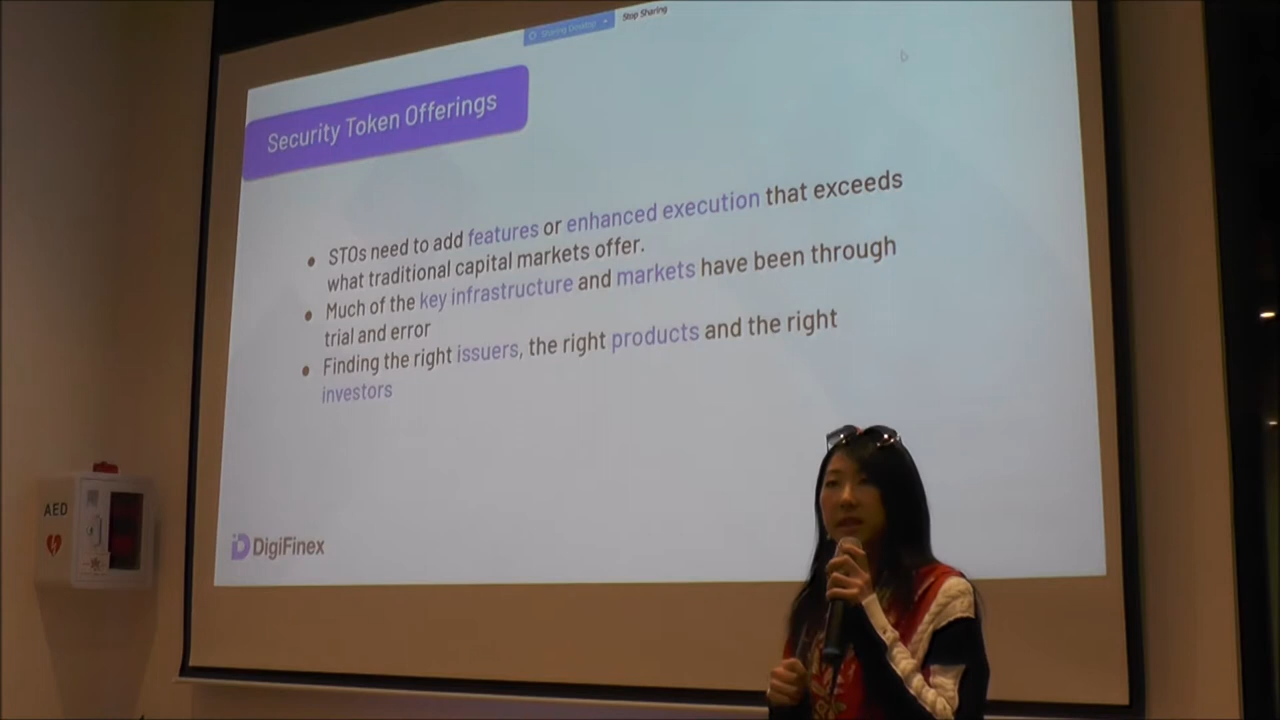 Sharing Desktop
Stop Sharing
Security Token Offerings
STOs need to add features or enhanced execution that exceeds
what traditional capital markets offer.
Much of the key infrastructure and markets have been through
trial and error
Finding the right issuers, the right products and the right
investors
DigiFinex
AED